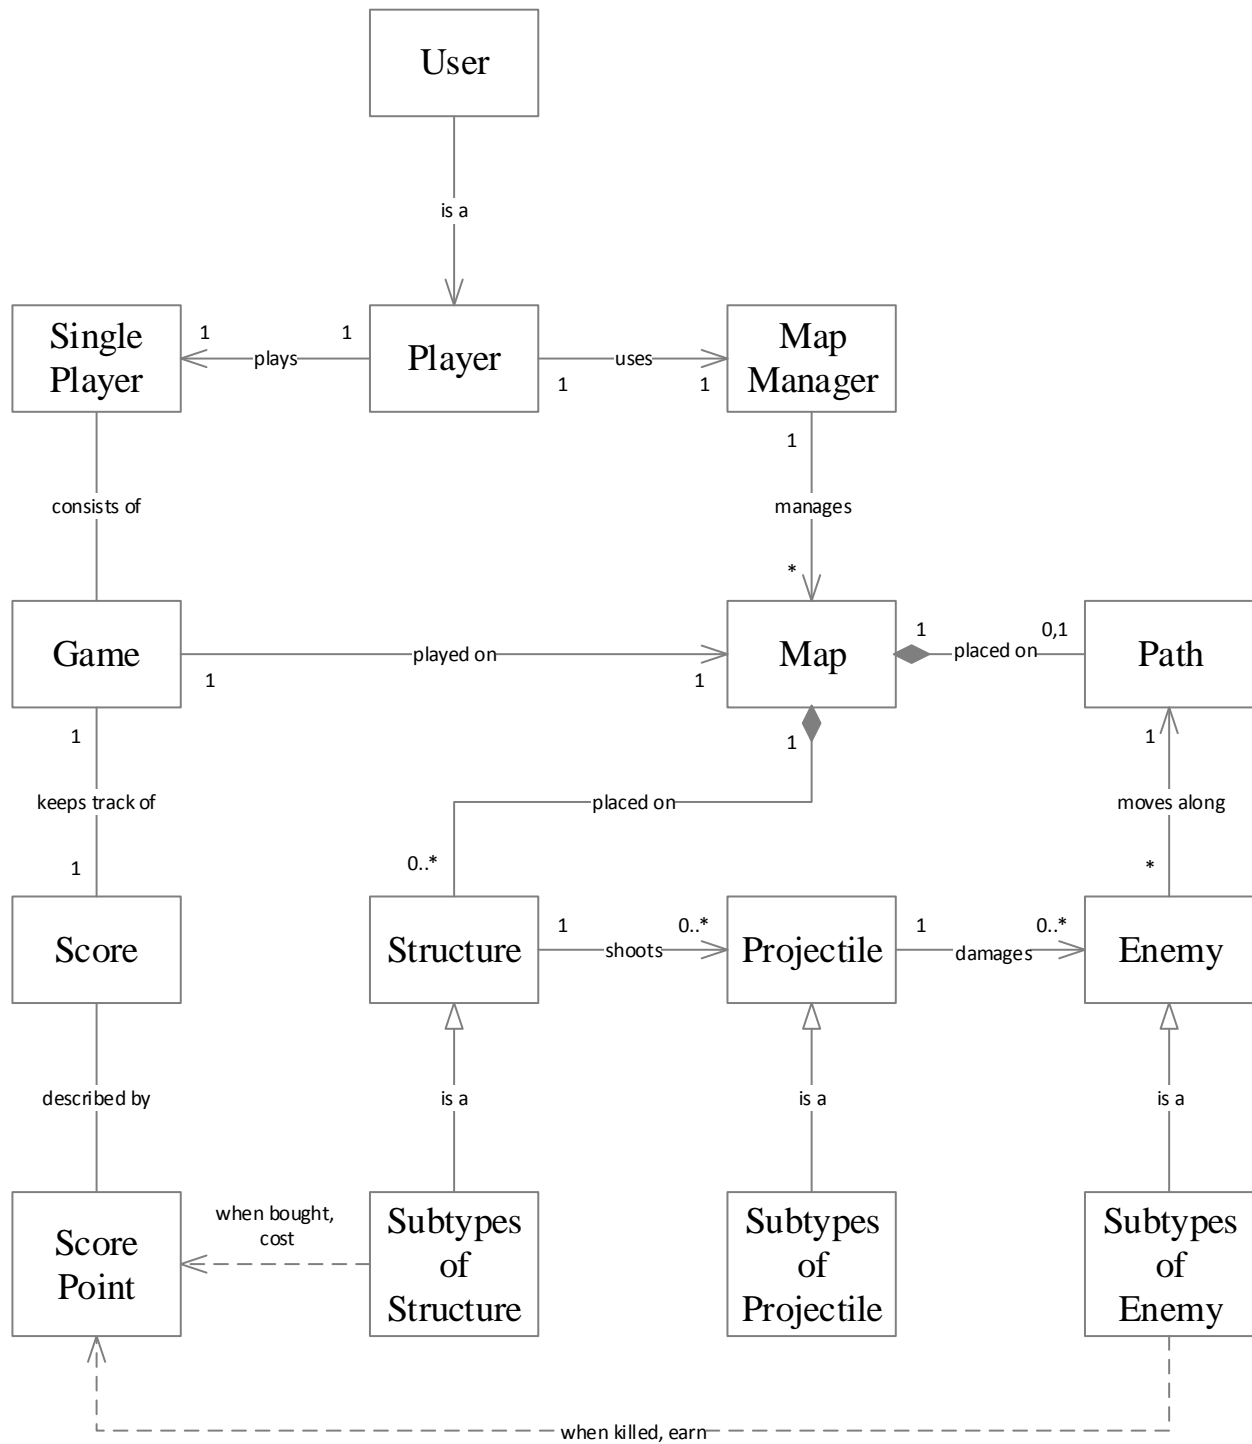 User
is a
Single
Player
1
plays
1
Player
1
uses
1
Map
Manager
consists of
1
manages
*
Game
1
played on
1
Map
1
placed on
0,1
Path
1
keeps track of
1
1
placed on
0..*
1
moves along
*
Score
Structure
1
shoots
0..*
Projectile
1
damages
0..*
Enemy
described by
is a
is a
is a
Score
Point
when bought,
cost
Subtypes
of
Structure
Subtypes
of
Projectile
Subtypes
of
Enemy
when killed, earn